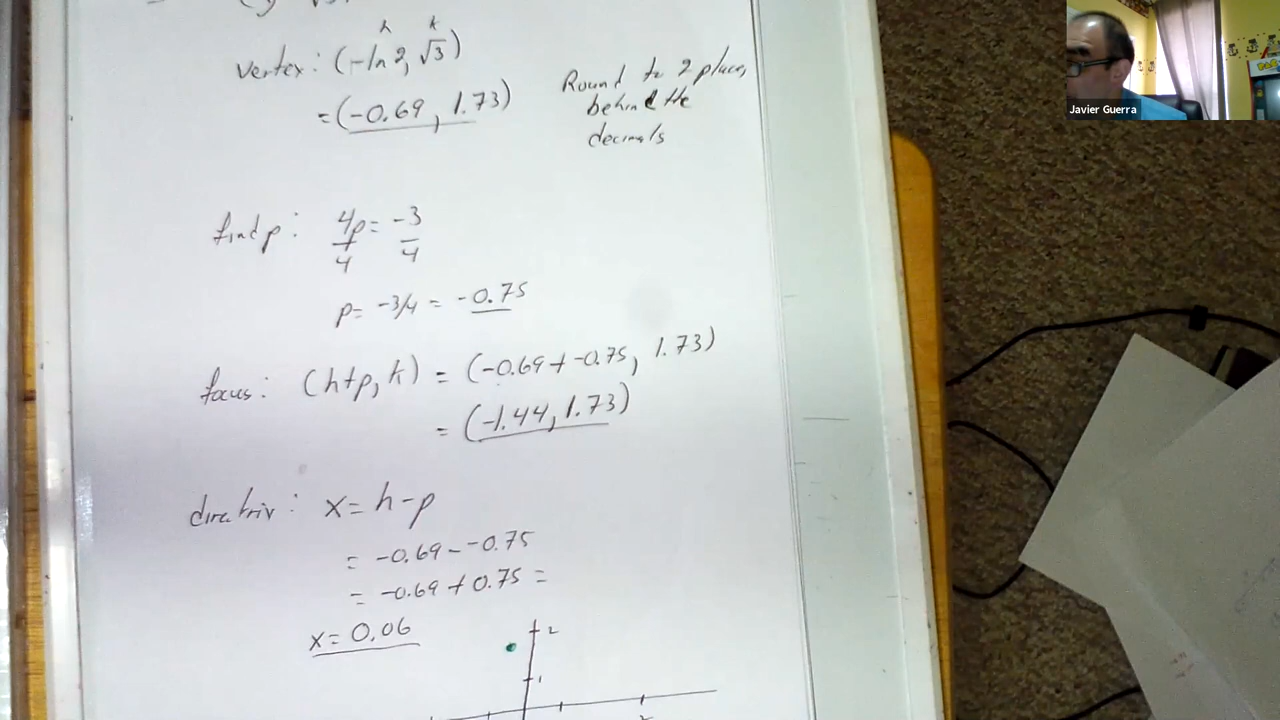 h k
vertex: (-ln 2, √3)
= (-0.69, 1.73)
Round to 2 places
behind the
decimals
find p: 4p = -3
4 4
p = -3/4 = -0.75
focus: (h+p, k) = (-0.69 + -0.75, 1.73)
= (-1.44, 1.73)
directrix: x = h - p
= -0.69 - -0.75
= -0.69 + 0.75 =
x = 0.06
2
1
2
Javier Guerra